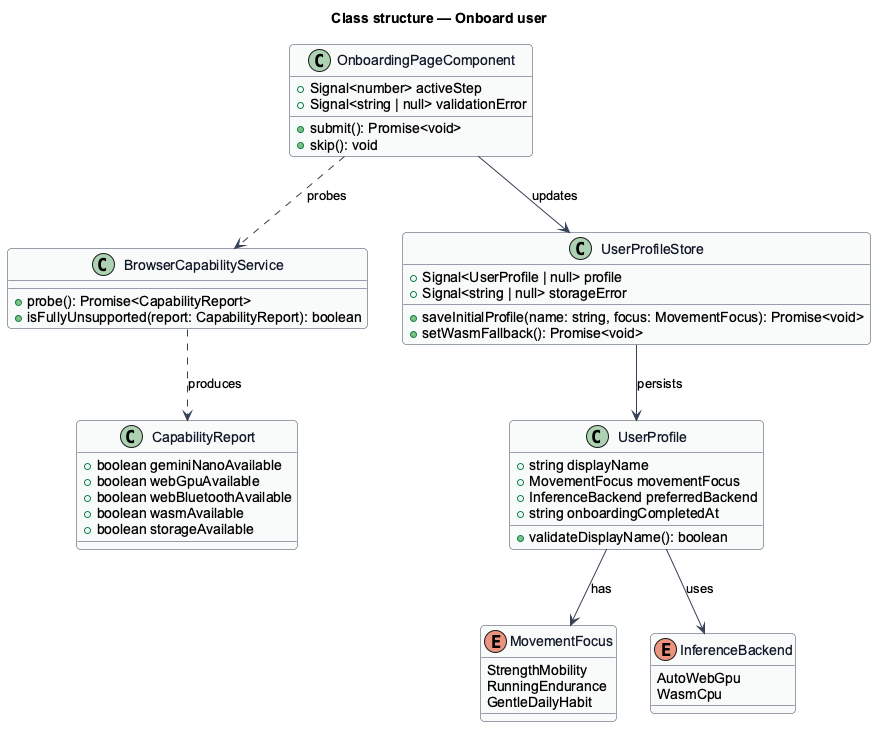 Class structure — Onboard user
C OnboardingPageComponent
Signal<number> activeStep
Signal<string | null> validationError
submit(): Promise<void>
skip(): void
probes
updates
C BrowserCapabilityService
probe(): Promise<CapabilityReport>
isFullyUnsupported(report: CapabilityReport): boolean
C UserProfileStore
Signal<UserProfile | null> profile
Signal<string | null> storageError
saveInitialProfile(name: string, focus: MovementFocus): Promise<void>
setWasmFallback(): Promise<void>
produces
persists
C CapabilityReport
boolean geminiNanoAvailable
boolean webGpuAvailable
boolean webBluetoothAvailable
boolean wasmAvailable
boolean storageAvailable
C UserProfile
string displayName
MovementFocus movementFocus
InferenceBackend preferredBackend
string onboardingCompletedAt
validateDisplayName(): boolean
has
uses
E MovementFocus
StrengthMobility
RunningEndurance
GentleDailyHabit
E InferenceBackend
AutoWebGpu
WasmCpu